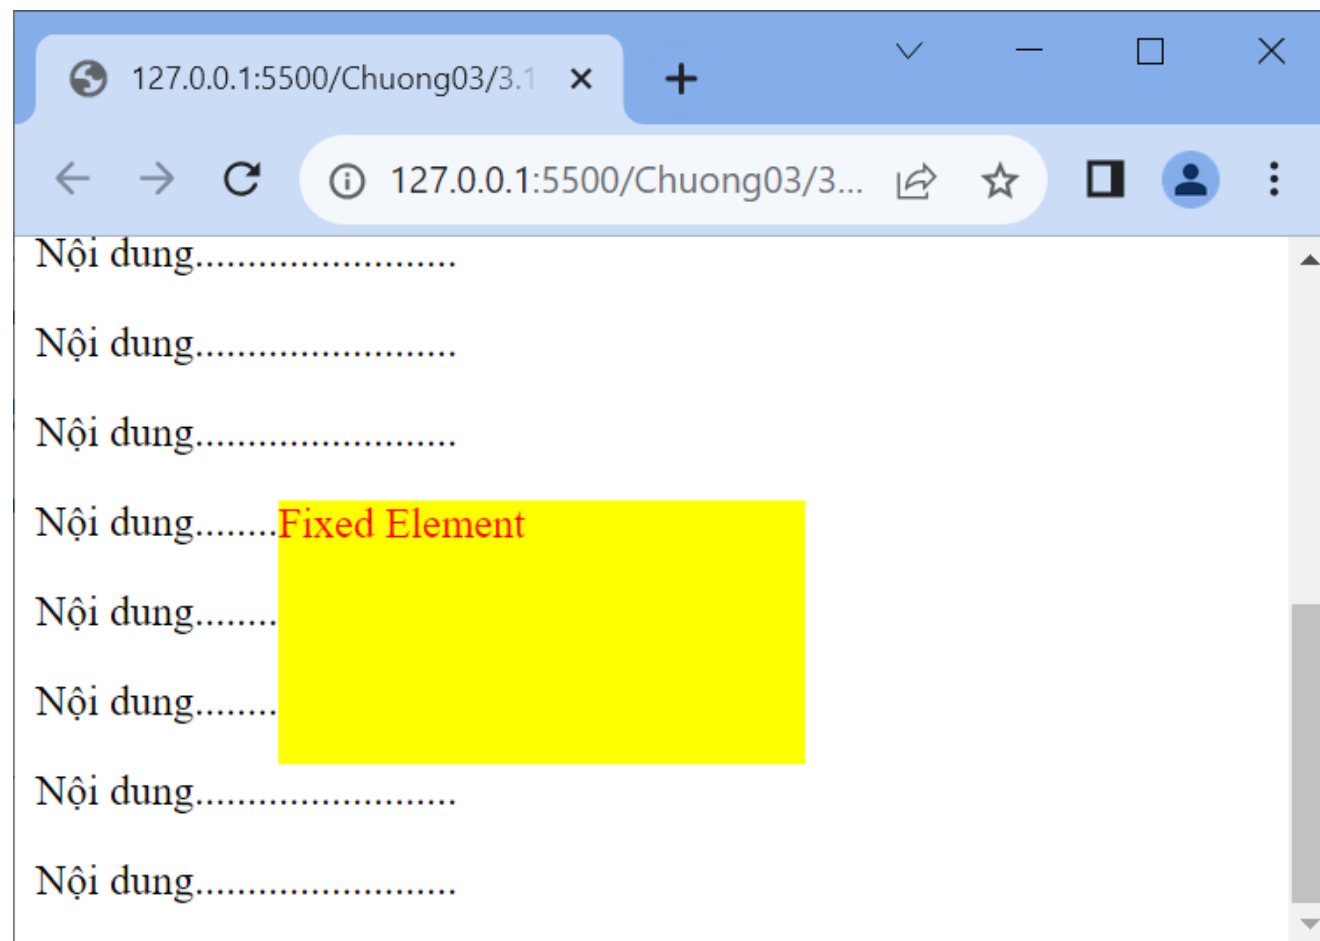 127.0.0.1:5500/Chuong03/3.1
127.0.0.1:5500/Chuong03/3...
Nội dung.........................
Nội dung.........................
Nội dung.........................
Nội dung........Fixed Element
Nội dung........
Nội dung........
Nội dung.........................
Nội dung.........................